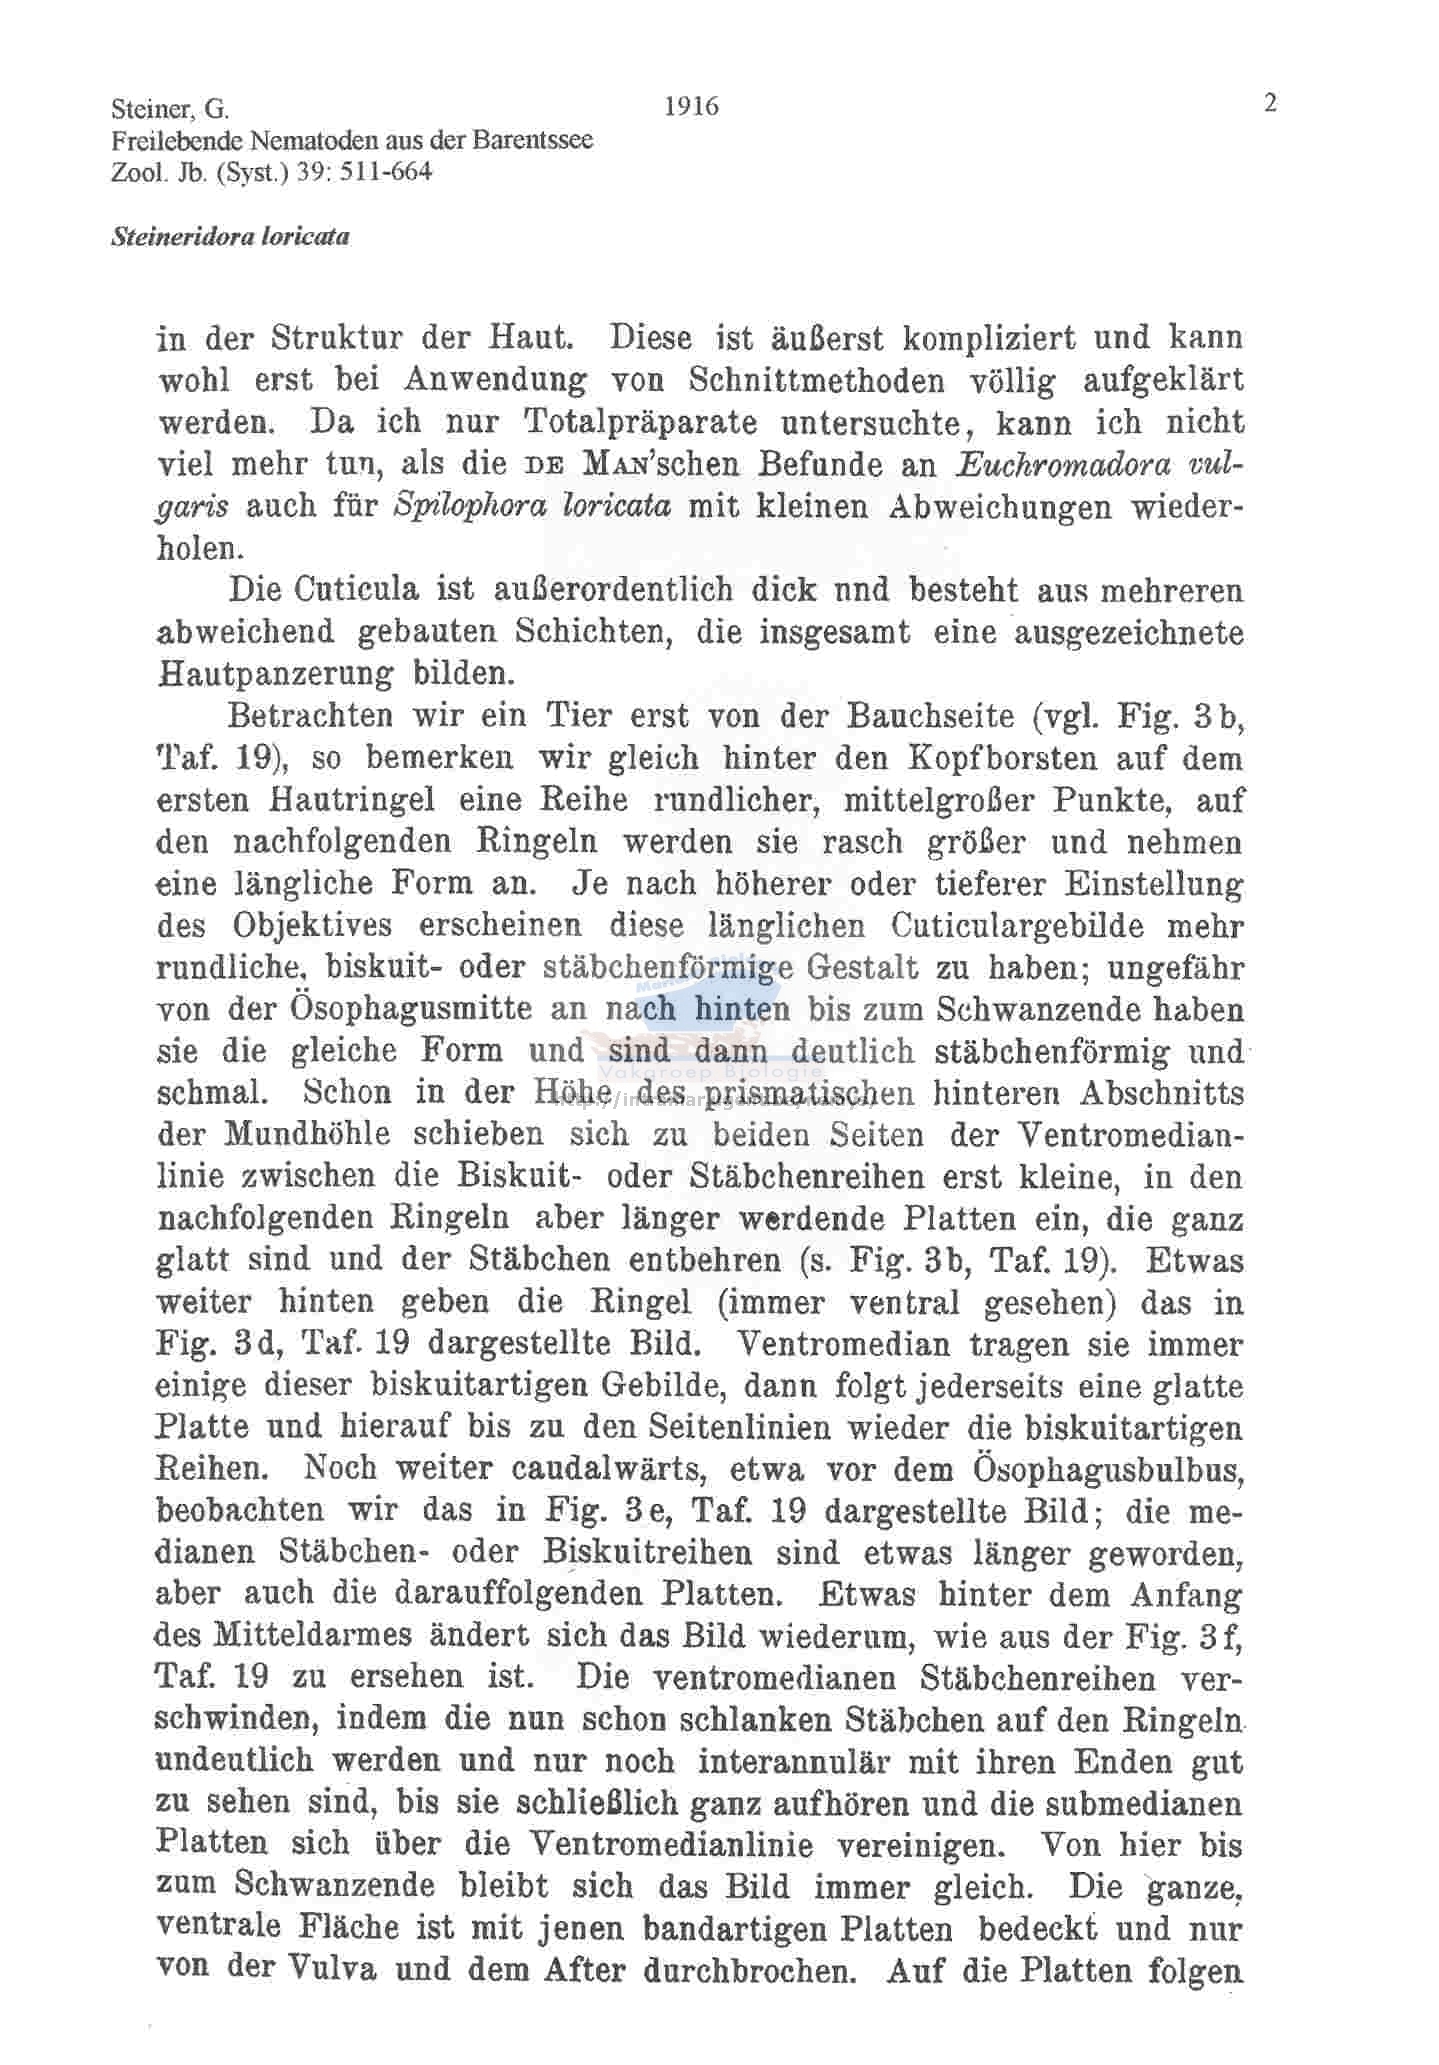 Steiner, G.
1916
2
Freilebende Nematoden aus der Barentssee
Zool. Jb. (Syst.) 39: 511-664
Steineridora loricata
in der Struktur der Haut. Diese ist äußerst kompliziert und kann
wohl erst bei Anwendung von Schnittmethoden völlig aufgeklärt
werden. Da ich nur Totalpräparate untersuchte, kann ich nicht
viel mehr tun, als die DE MAN'schen Befunde an Euchromadora vul-
garis auch für Spilophora loricata mit kleinen Abweichungen wieder-
holen.
Die Cuticula ist außerordentlich dick nnd besteht aus mehreren
abweichend gebauten Schichten, die insgesamt eine ausgezeichnete
Hautpanzerung bilden.
Betrachten wir ein Tier erst von der Bauchseite (vgl. Fig. 3b,
Taf. 19), so bemerken wir gleich hinter den Kopfborsten auf dem
ersten Hautringel eine Reihe rundlicher, mittelgroßer Punkte, auf
den nachfolgenden Ringeln werden sie rasch größer und nehmen
eine längliche Form an. Je nach höherer oder tieferer Einstellung
des Objektives erscheinen diese länglichen Cuticulargebilde mehr
rundliche, biskuit- oder stäbchenförmige Gestalt zu haben; ungefähr
von der Ösophagusmitte an nach hinten bis zum Schwanzende haben
sie die gleiche Form und sind dann deutlich stäbchenförmig und
Vakgroep Biologie
schmal. Schon in der Höhe des prismatischen hinteren Abschnitts
der Mundhöhle schieben sich zu beiden Seiten der Ventromedian-
linie zwischen die Biskuit- oder Stäbchenreihen erst kleine, in den
nachfolgenden Ringeln aber länger werdende Platten ein, die ganz
glatt sind und der Stäbchen entbehren (s. Fig. 3b, Taf. 19). Etwas
weiter hinten geben die Ringel (immer ventral gesehen) das in
Fig. 3d, Taf. 19 dargestellte Bild. Ventromedian tragen sie immer
einige dieser biskuitartigen Gebilde, dann folgt jederseits eine glatte
Platte und hierauf bis zu den Seitenlinien wieder die biskuitartigen
Reihen. Noch weiter caudalwärts, etwa vor dem Ösophagusbulbus,
beobachten wir das in Fig. 3e, Taf. 19 dargestellte Bild; die me-
dianen Stäbchen- oder Biskuitreihen sind etwas länger geworden,
aber auch die darauffolgenden Platten. Etwas hinter dem Anfang
des Mitteldarmes ändert sich das Bild wiederum, wie aus der Fig. 3f,
Taf. 19 zu ersehen ist. Die ventromedianen Stäbchenreihen ver-
schwinden, indem die nun schon schlanken Stäbchen auf den Ringeln
undeutlich werden und nur noch interannulär mit ihren Enden gut
zu sehen sind, bis sie schließlich ganz aufhören und die submedianen
Platten sich über die Ventromedianlinie vereinigen. Von hier bis
zum Schwanzende bleibt sich das Bild immer gleich. Die ganze,
ventrale Fläche ist mit jenen bandartigen Platten bedeckt und nur
von der Vulva und dem After durchbrochen. Auf die Platten folgen